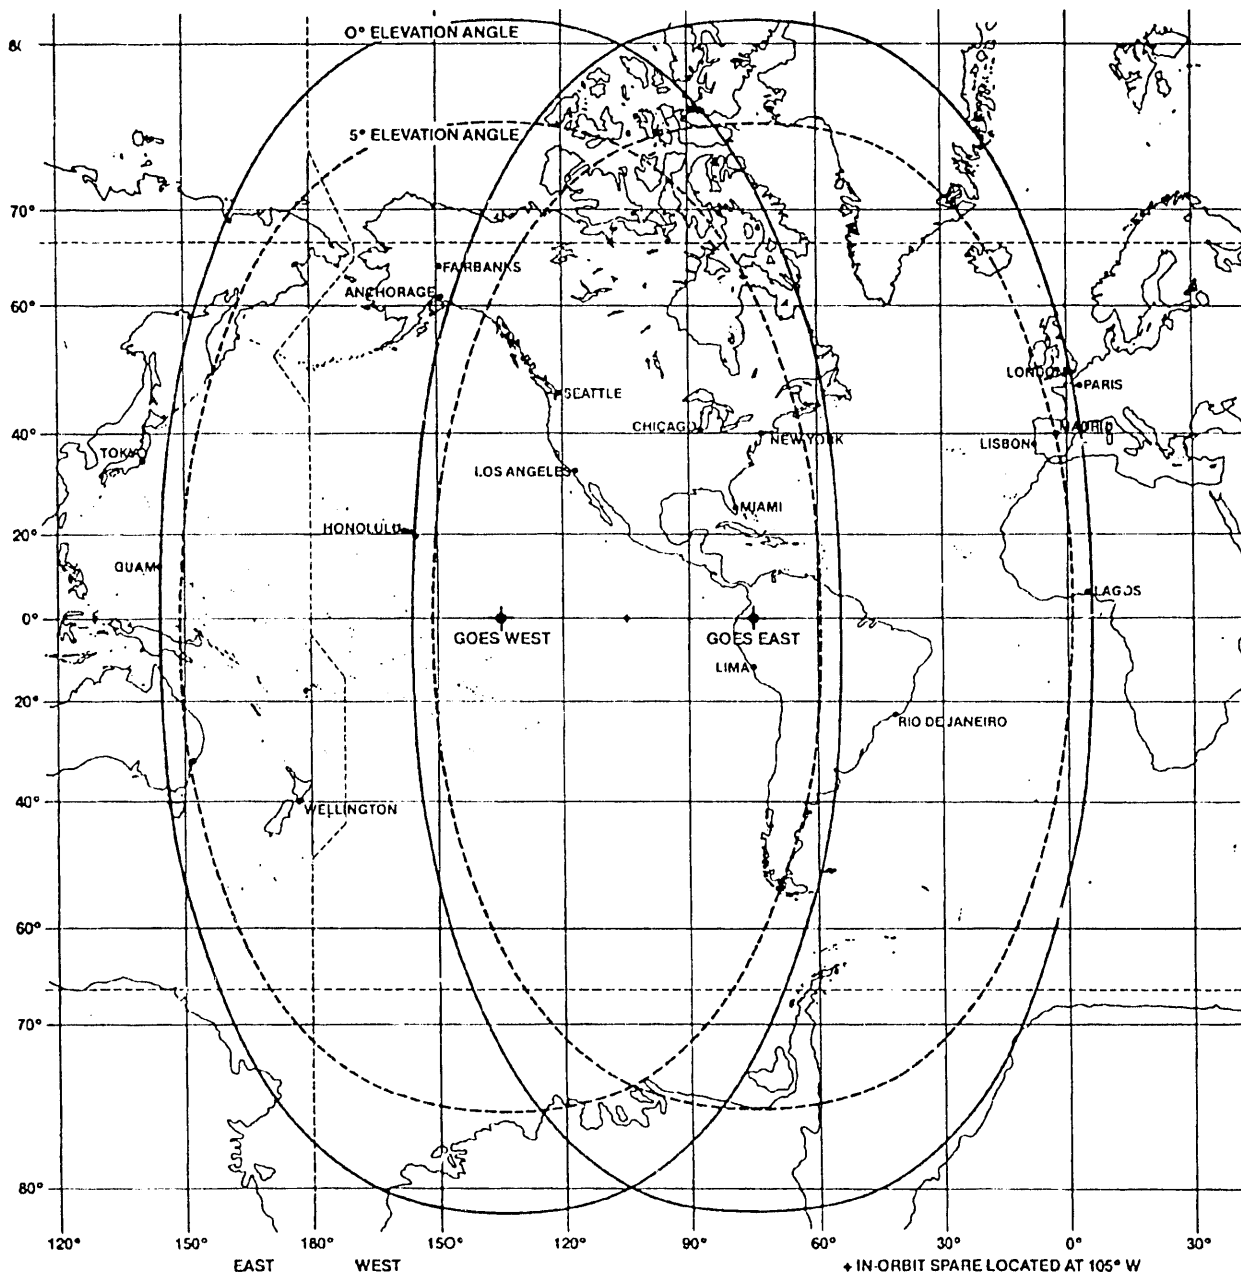 0° ELEVATION ANGLE
5° ELEVATION ANGLE
70°
FAIRBANKS
ANCHORAGE
60°
LONDON
PARIS
SEATTLE
CHICAGO
NEW YORK
MADRID
40°
LISBON
TOKYO
LOS ANGELES
MIAMI
HONOLULU
20°
GUAM
LAGOS
0°
GOES WEST
GOES EAST
LIMA
20°
RIO DE JANEIRO
40°
WELLINGTON
60°
70°
80°
120° 150° 180° 150° 120° 90° 60° 30° 0° 30°
EAST WEST + IN-ORBIT SPARE LOCATED AT 105° W